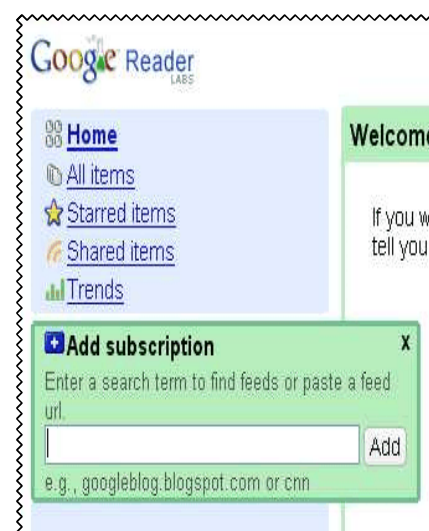 Google Reader
LABS
Home
All items
Starred items
Shared items
Trends
Welcome
If you w
tell you
Add subscription X
Enter a search term to find feeds or paste a feed
url.
Add
e.g., googleblog.blogspot.com or cnn